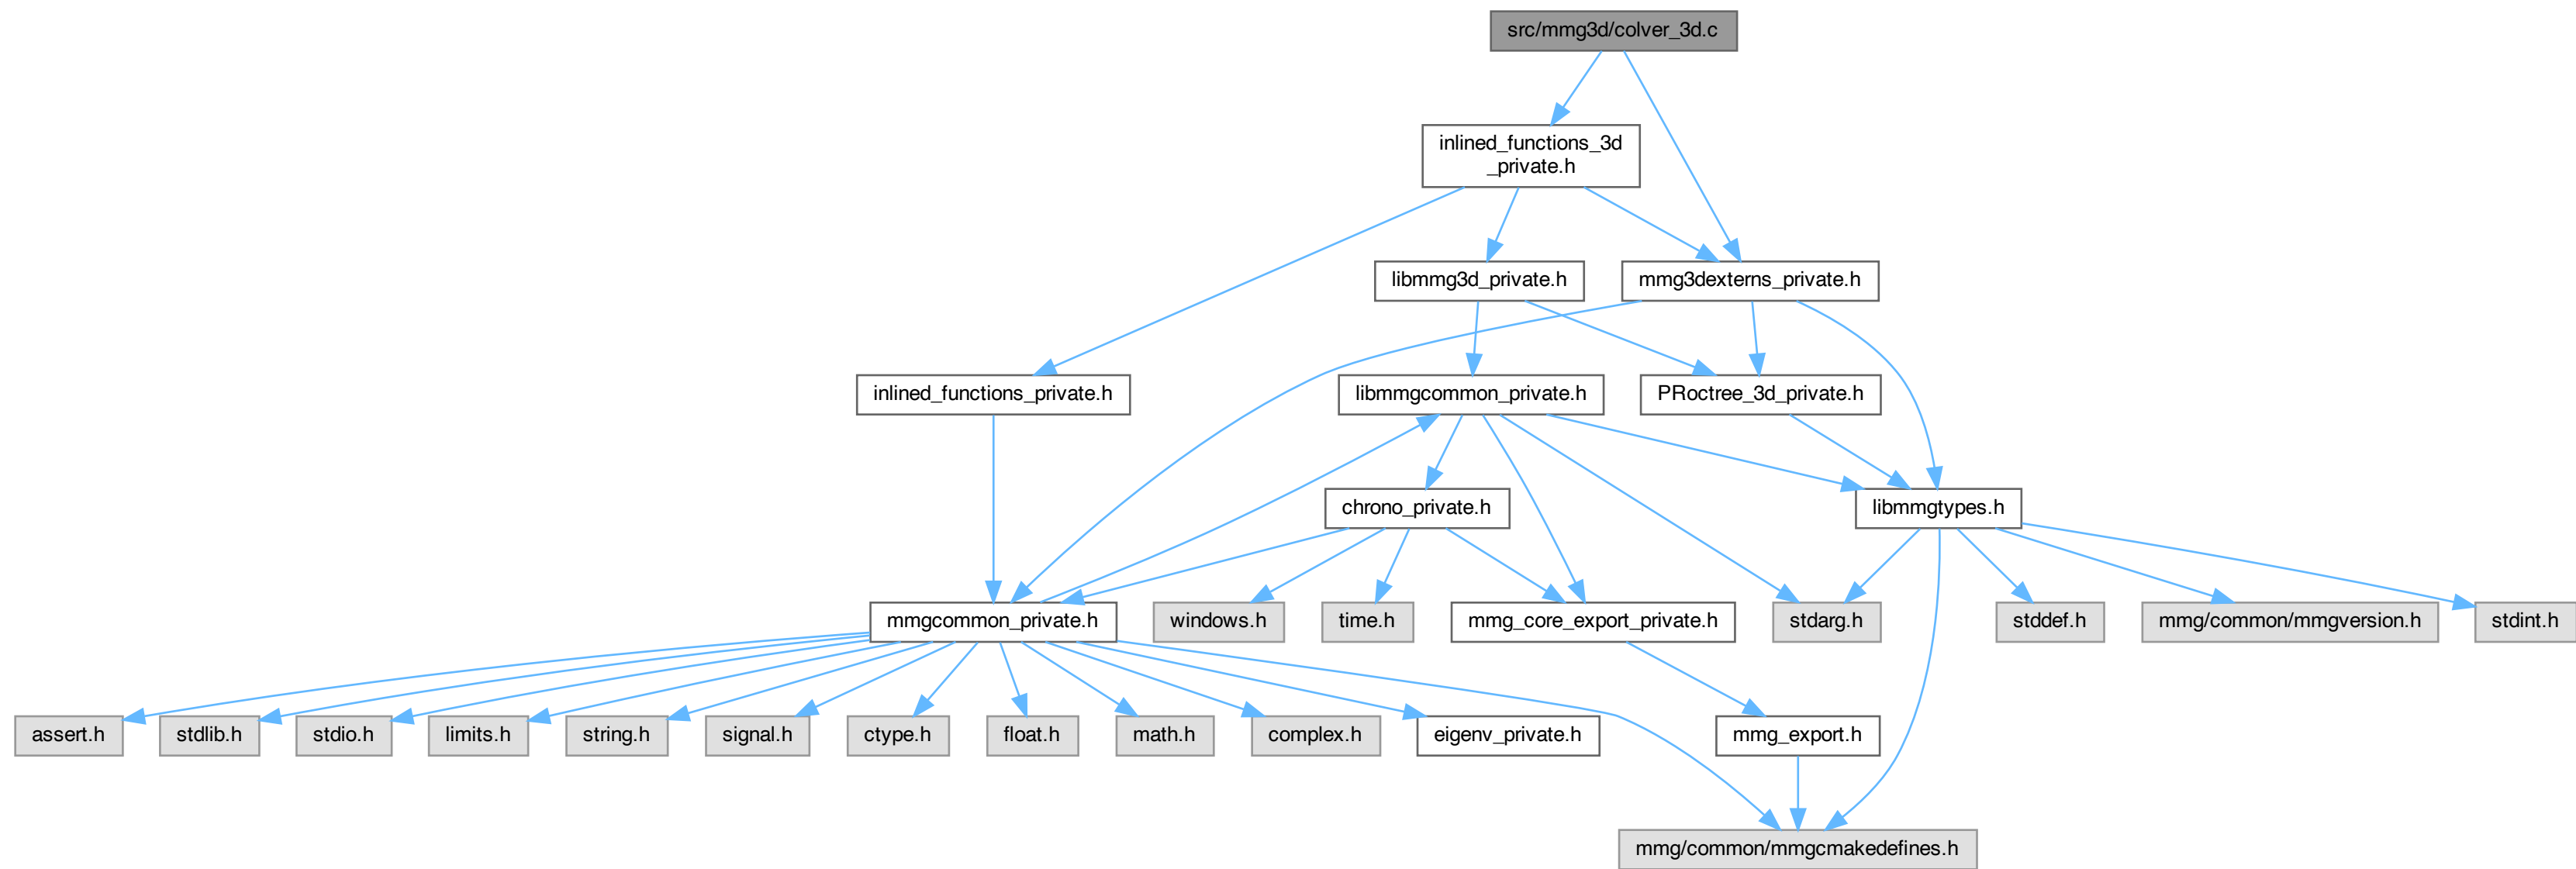 src/mmg3d/colver_3d.c
inlined_functions_3d
_private.h
libmmg3d_private.h
mmg3dexterns_private.h
inlined_functions_private.h
libmmgcommon_private.h
PRoctree_3d_private.h
chrono_private.h
libmmgtypes.h
mmgcommon_private.h
windows.h
time.h
mmg_core_export_private.h
stdarg.h
stddef.h
mmg/common/mmgversion.h
stdint.h
assert.h
stdlib.h
stdio.h
limits.h
string.h
signal.h
ctype.h
float.h
math.h
complex.h
eigenv_private.h
mmg_export.h
mmg/common/mmgcmakedefines.h